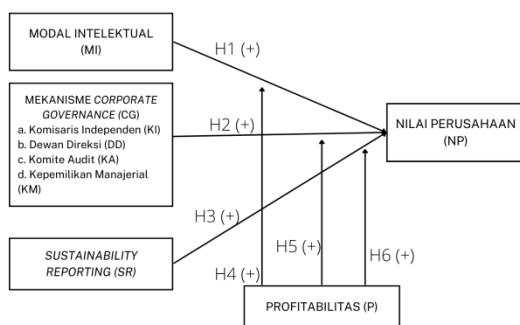 MODAL INTELEKTUAL
(MI)
H1 (+)
MEKANISME CORPORATE
GOVERNANCE (CG)
a. Komisaris Independen (KI)
b. Dewan Direksi (DD)
c. Komite Audit (KA)
d. Kepemilikan Manajerial
(KM)
H2 (+)
NILAI PERUSAHAAN
(NP)
H3 (+)
SUSTAINABILITY
REPORTING (SR)
H4 (+)
H5 (+)
H6 (+)
PROFITABILITAS (P)